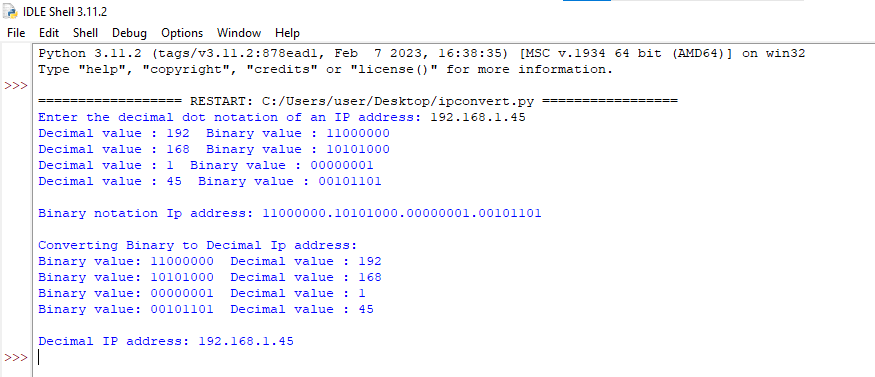 IDLE Shell 3.11.2
File Edit Shell Debug Options Window Help
Python 3.11.2 (tags/v3.11.2:878ead1, Feb  7 2023, 16:38:35) [MSC v.1934 64 bit (AMD64)] on win32
Type "help", "copyright", "credits" or "license()" for more information.
>>>
================== RESTART: C:/Users/user/Desktop/ipconvert.py =================
Enter the decimal dot notation of an IP address: 192.168.1.45
Decimal value : 192  Binary value : 11000000
Decimal value : 168  Binary value : 10101000
Decimal value : 1  Binary value : 00000001
Decimal value : 45  Binary value : 00101101
Binary notation Ip address: 11000000.10101000.00000001.00101101
Converting Binary to Decimal Ip address:
Binary value: 11000000  Decimal value : 192
Binary value: 10101000  Decimal value : 168
Binary value: 00000001  Decimal value : 1
Binary value: 00101101  Decimal value : 45
Decimal IP address: 192.168.1.45
>>>